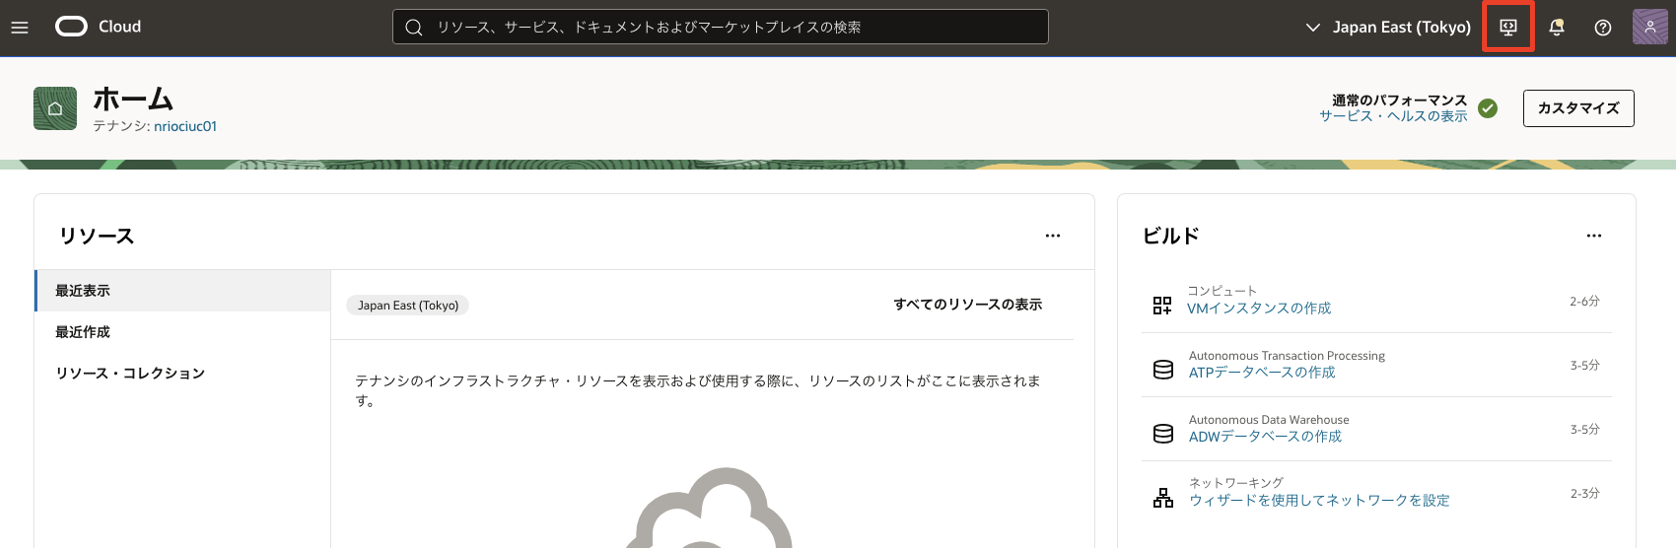 Cloud
リソース、サービス、ドキュメントおよびマーケットプレイスの検索
Japan East (Tokyo)
ホーム
テナンシ: nriociuc01
通常のパフォーマンス
サービス・ヘルスの表示
カスタマイズ
リソース
最近表示
最近作成
リソース・コレクション
Japan East (Tokyo)
すべてのリソースの表示
テナンシのインフラストラクチャ・リソースを表示および使用する際に、リソースのリストがここに表示されま
す。
ビルド
コンピュート
VMインスタンスの作成
2-6分
Autonomous Transaction Processing
ATPデータベースの作成
3-5分
Autonomous Data Warehouse
ADWデータベースの作成
3-5分
ネットワーキング
ウィザードを使用してネットワークを設定
2-3分